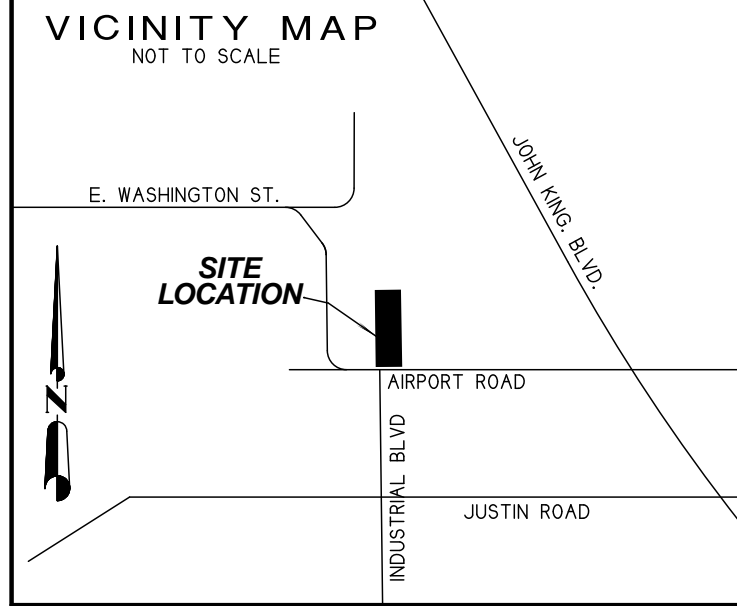 VICINITY MAP
NOT TO SCALE
JOHN KING. BLVD.
E. WASHINGTON ST.
SITE
LOCATION
N
AIRPORT ROAD
INDUSTRIAL BLVD
JUSTIN ROAD